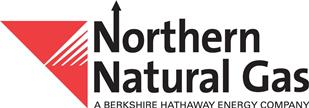 Northern
Natural Gas
A BERKSHIRE HATHAWAY ENERGY COMPANY